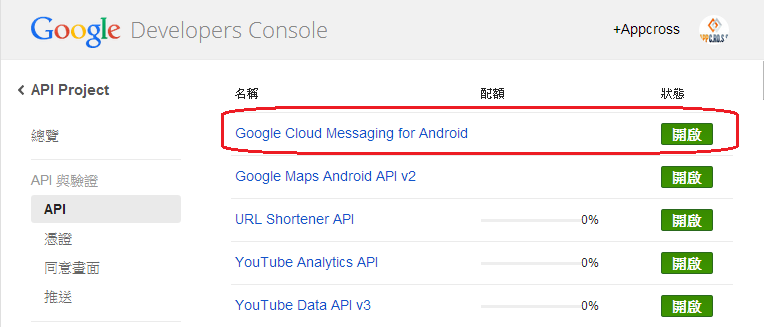 Google Developers Console
+Appcross
API Project
名稱 配額 狀態
Google Cloud Messaging for Android 開啟
總覽
Google Maps Android API v2 開啟
API 與驗證
API
URL Shortener API 0% 開啟
憑證
YouTube Analytics API 0% 開啟
同意畫面
推送
YouTube Data API v3 0% 開啟